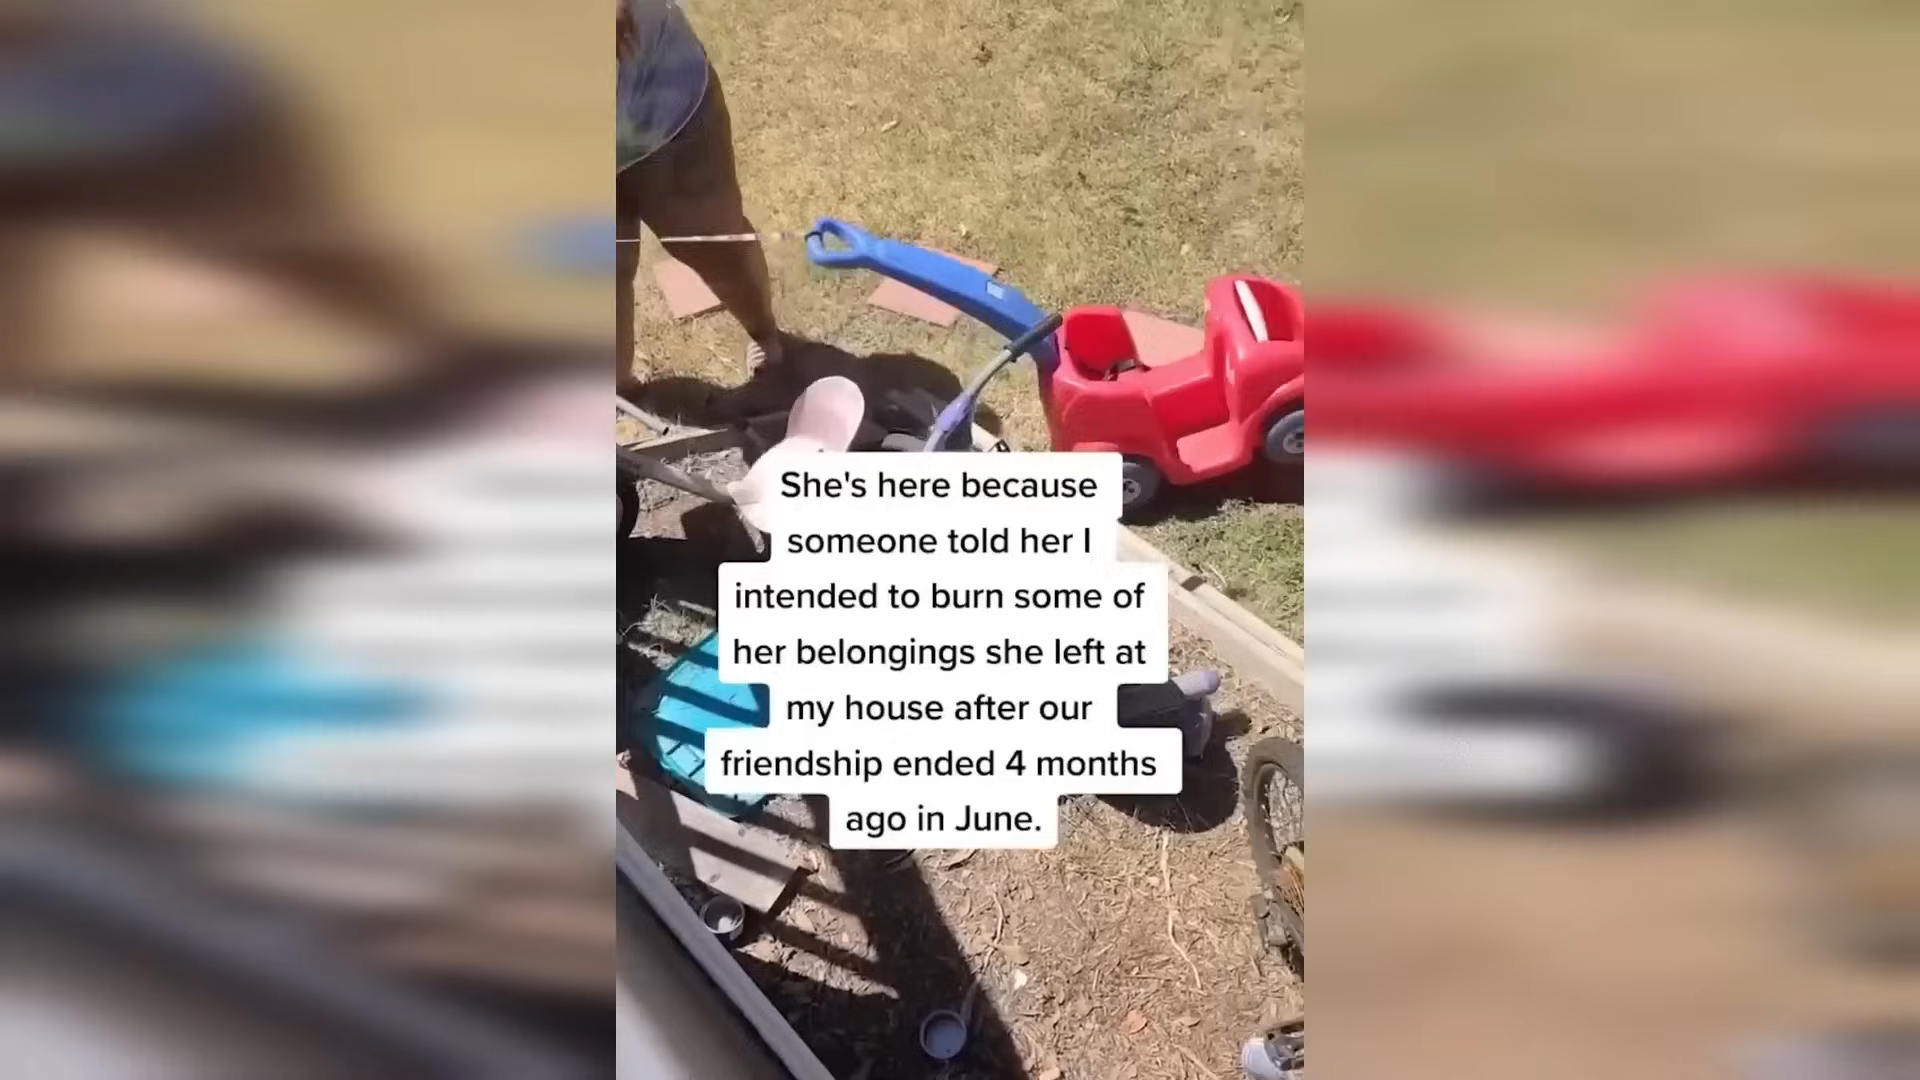 She's here because
someone told her I
intended to burn some of
her belongings she left at
my house after our
friendship ended 4 months
ago in June.